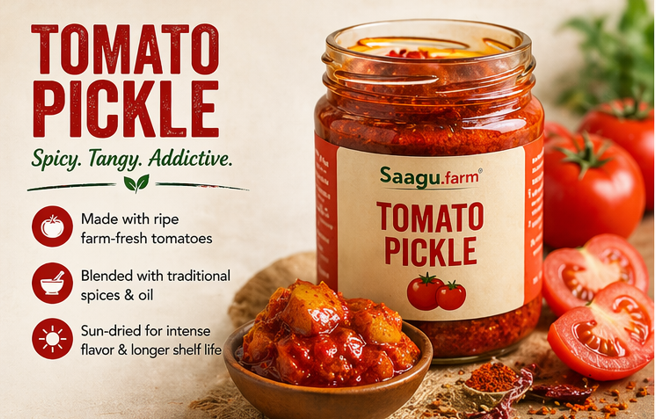 TOMATO
PICKLE
Spicy. Tangy. Addictive.
Made with ripe
farm-fresh tomatoes
Blended with traditional
spices & oil
Sun-dried for intense
flavor & longer shelf life
Saagu.farm®
TOMATO
PICKLE